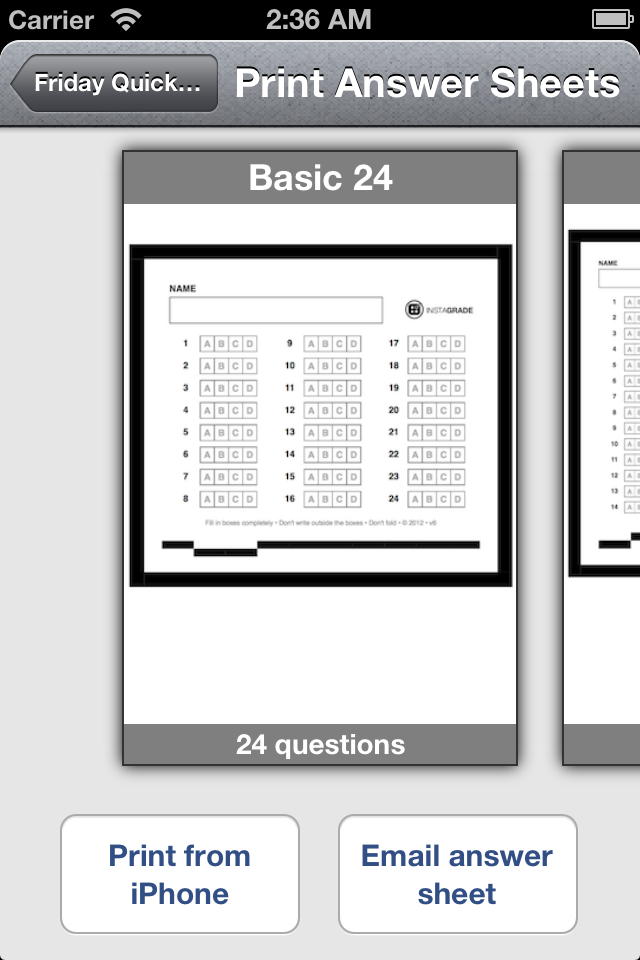 Carrier 2:36 AM
Friday Quick... Print Answer Sheets
Basic 24
NAME
INSTAGRADE
1 A B C D 9 A B C D 17 A B C D
2 A B C D 10 A B C D 18 A B C D
3 A B C D 11 A B C D 19 A B C D
4 A B C D 12 A B C D 20 A B C D
5 A B C D 13 A B C D 21 A B C D
6 A B C D 14 A B C D 22 A B C D
7 A B C D 15 A B C D 23 A B C D
8 A B C D 16 A B C D 24 A B C D
Fill in boxes completely • Don't write outside the boxes • Don't fold • © 2012 • v6
24 questions
NAME
1 A
2 A
3 A
4 A
5 A
6 A
7 A
8 A
9 A
10 A
11 A
12 A
13 A
14 A
Print from
iPhone
Email answer
sheet